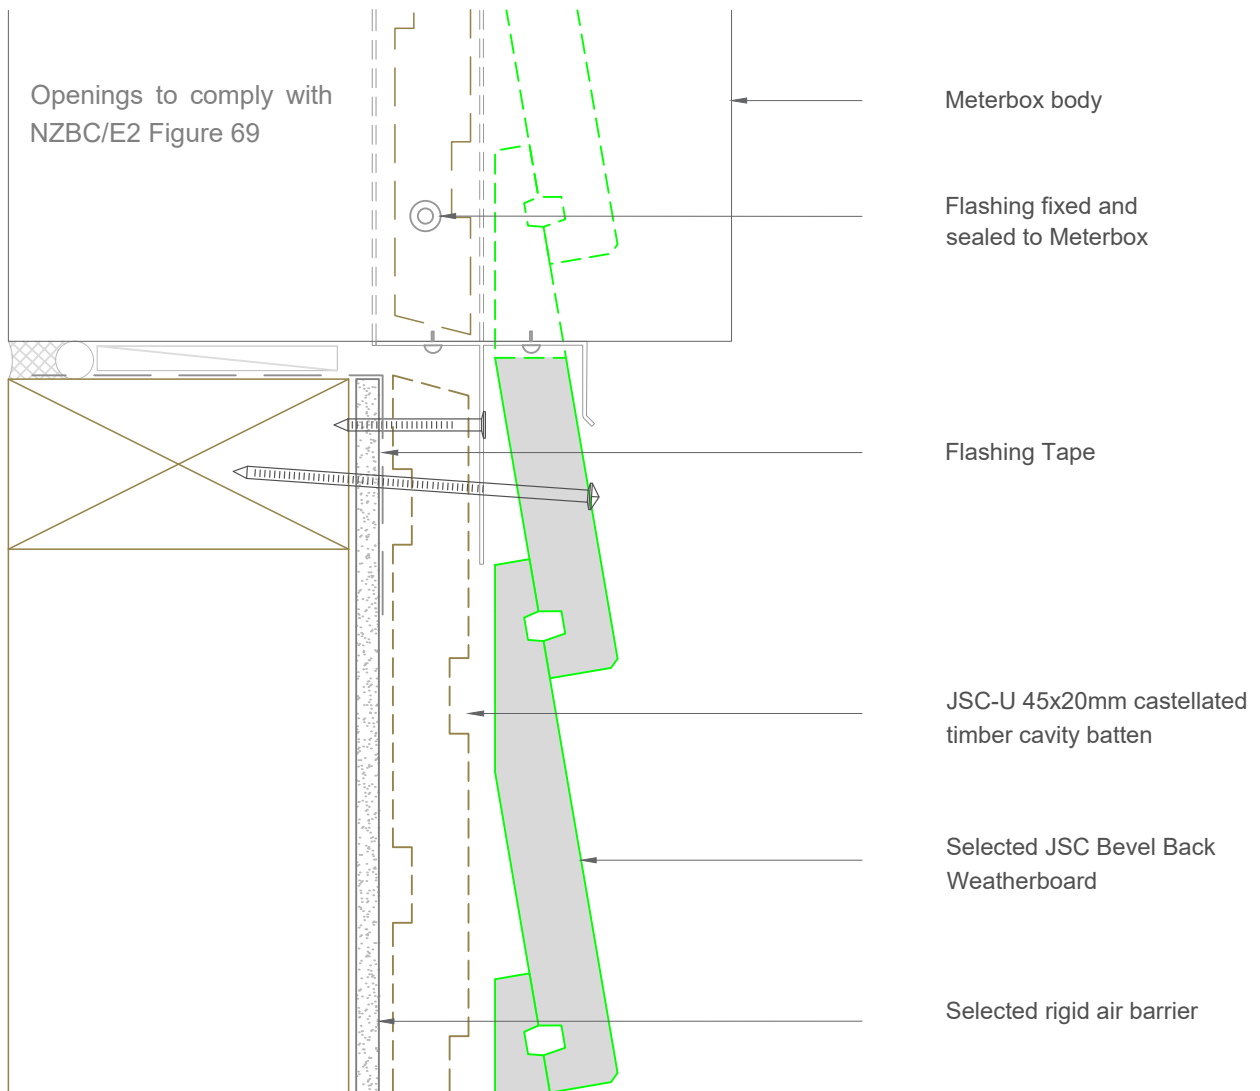 Openings to comply with
NZBC/E2 Figure 69
Meterbox body
Flashing fixed and
sealed to Meterbox
Flashing Tape
JSC-U 45x20mm castellated
timber cavity batten
Selected JSC Bevel Back
Weatherboard
Selected rigid air barrier